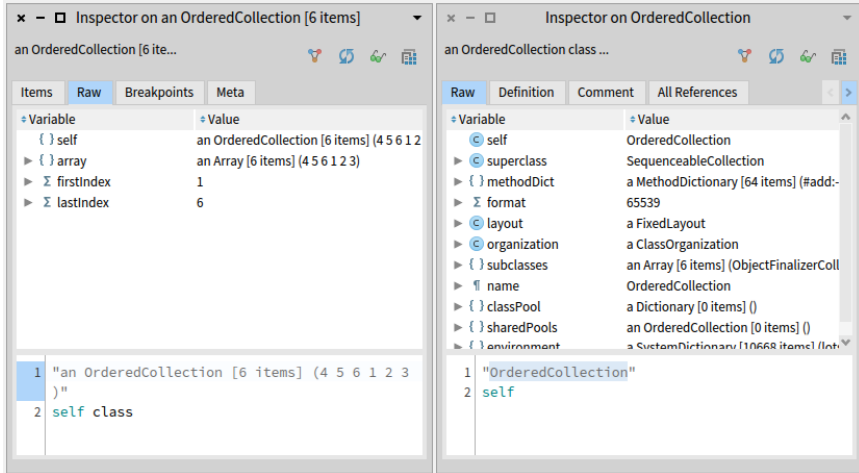 Inspector on an OrderedCollection [6 items]
an OrderedCollection [6 ite...
Items Raw Breakpoints Meta
Variable Value
{ } self an OrderedCollection [6 items] (4 5 6 1 2
{ } array an Array [6 items] (4 5 6 1 2 3)
Σ firstIndex 1
Σ lastIndex 6
1 "an OrderedCollection [6 items] (4 5 6 1 2 3
)"
2 self class
Inspector on OrderedCollection
an OrderedCollection class ...
Raw Definition Comment All References
Variable Value
C self OrderedCollection
C superclass SequenceableCollection
{ } methodDict a MethodDictionary [64 items] (#add:-
Σ format 65539
C layout a FixedLayout
C organization a ClassOrganization
{ } subclasses an Array [6 items] (ObjectFinalizerColl
¶ name OrderedCollection
{ } classPool a Dictionary [0 items] ()
{ } sharedPools an OrderedCollection [0 items] ()
{ } environment a SystemDictionary [10668 items] (lots
1 "OrderedCollection"
2 self